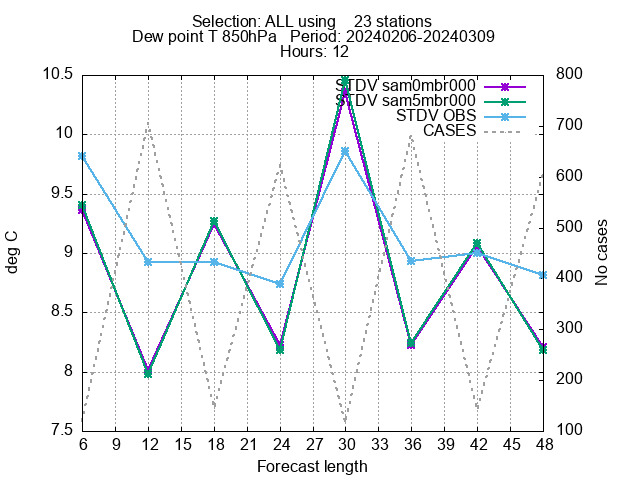 Selection: ALL using    23 stations
Dew point T 850hPa   Period: 20240206-20240309
Hours: 12
STDV sam0mbr000
STDV sam5mbr000
STDV OBS
CASES
10.5
10
9.5
9
8.5
8
7.5
deg C
800
700
600
500
400
300
200
100
No cases
6 9 12 15 18 21 24 27 30 33 36 39 42 45 48
Forecast length